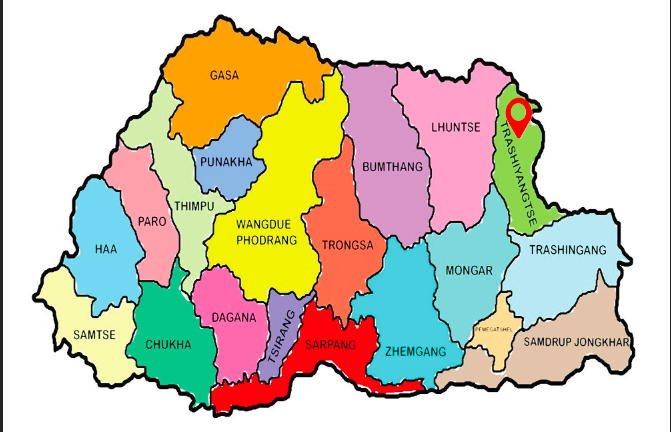 GASA
PUNAKHA
THIMPU
PARO
HAA
SAMTSE
CHUKHA
DAGANA
TSIRANG
WANGDUE
PHODRANG
TRONGSA
SARPANG
BUMTHANG
ZHEMGANG
LHUNTSE
MONGAR
TRASHIYANGTSE
TRASHINGANG
PEMEGATSHEL
SAMDRUP JONGKHAR